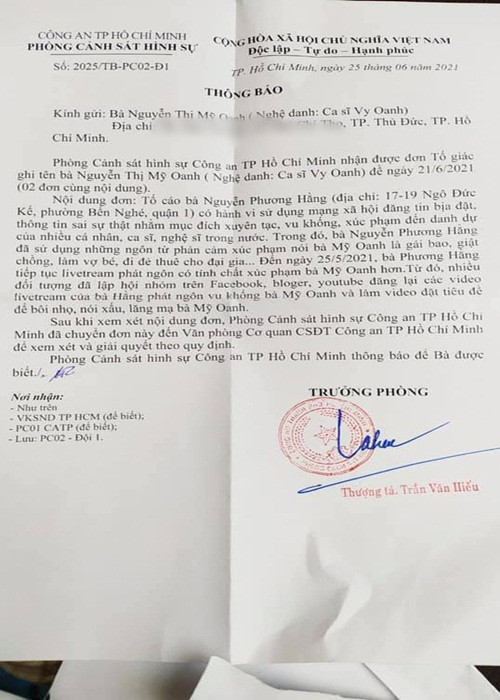 CÔNG AN TP HỒ CHÍ MINH
PHÒNG CẢNH SÁT HÌNH SỰ
Số: 2025/TB-PC02-Đ1
CỘNG HÒA XÃ HỘI CHỦ NGHĨA VIỆT NAM
Độc lập – Tự do – Hạnh phúc
TP. Hồ Chí Minh, ngày 25 tháng 06 năm 2021
THÔNG BÁO
Kính gửi: Bà Nguyễn Thị Mỹ Oanh ( Nghệ danh: Ca sĩ Vy Oanh)
Địa chỉ TP. Thủ Đức, TP. Hồ
Chí Minh.
Phòng Cảnh sát hình sự Công an TP Hồ Chí Minh nhận được đơn Tố giác
ghi tên bà Nguyễn Thị Mỹ Oanh ( Nghệ danh: Ca sĩ Vy Oanh) đề ngày 21/6/2021
(02 đơn cùng nội dung).
Nội dung đơn: Tố cáo bà Nguyễn Phương Hằng (địa chỉ: 17-19 Ngô Đức
Kế, phường Bến Nghé, quận 1) có hành vi sử dụng mạng xã hội đăng tin bịa đặt,
thông tin sai sự thật nhằm mục đích xuyên tạc, vu khống, xúc phạm đến danh dự
của nhiều cá nhân, ca sĩ, nghệ sĩ trong nước. Trong đó, bà Nguyễn Phương Hằng
đã sử dụng những ngôn từ phản cảm xúc phạm nói bà Mỹ Oanh là gái bao, giật
chồng, làm vợ bé, đi đẻ thuê cho đại gia... Đến ngày 25/5/2021, bà Phương Hằng
tiếp tục livetream phát ngôn có tính chất xúc phạm bà Mỹ Oanh hơn.Từ đó, nhiều
đối tượng đã lập hội nhóm trên Facebook, bloger, youtube đăng lại các video
livetream của bà Hằng phát ngôn vu khống bà Mỹ Oanh và làm video đặt tiêu đề
để bôi nhọ, nói xấu, lăng mạ bà Mỹ Oanh.
Sau khi xem xét nội dung đơn, Phòng Cảnh sát hình sự Công an TP Hồ Chí
Minh đã chuyển đơn này đến Văn phòng Cơ quan CSĐT Công an TP Hồ Chí Minh
để xem xét và giải quyết theo quy định.
Phòng Cảnh sát hình sự Công an TP Hồ Chí Minh thông báo để Bà được
biết./.
Nơi nhận:
- Như trên
- VKSND TP HCM (để biết);
- PC01 CATP (để biết);
- Lưu: PC02 - Đội 1.
TRƯỞNG PHÒNG
Thượng tá. Trần Văn Hiếu